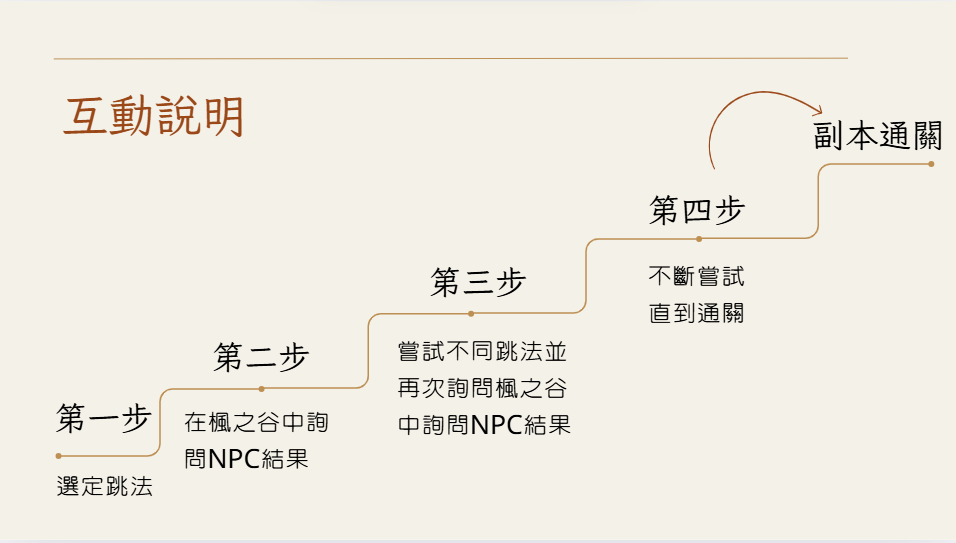 互動說明
第一步
選定跳法
第二步
在楓之谷中詢
問NPC結果
第三步
嘗試不同跳法並
再次詢問楓之谷
中詢問NPC結果
第四步
不斷嘗試
直到通關
副本通關